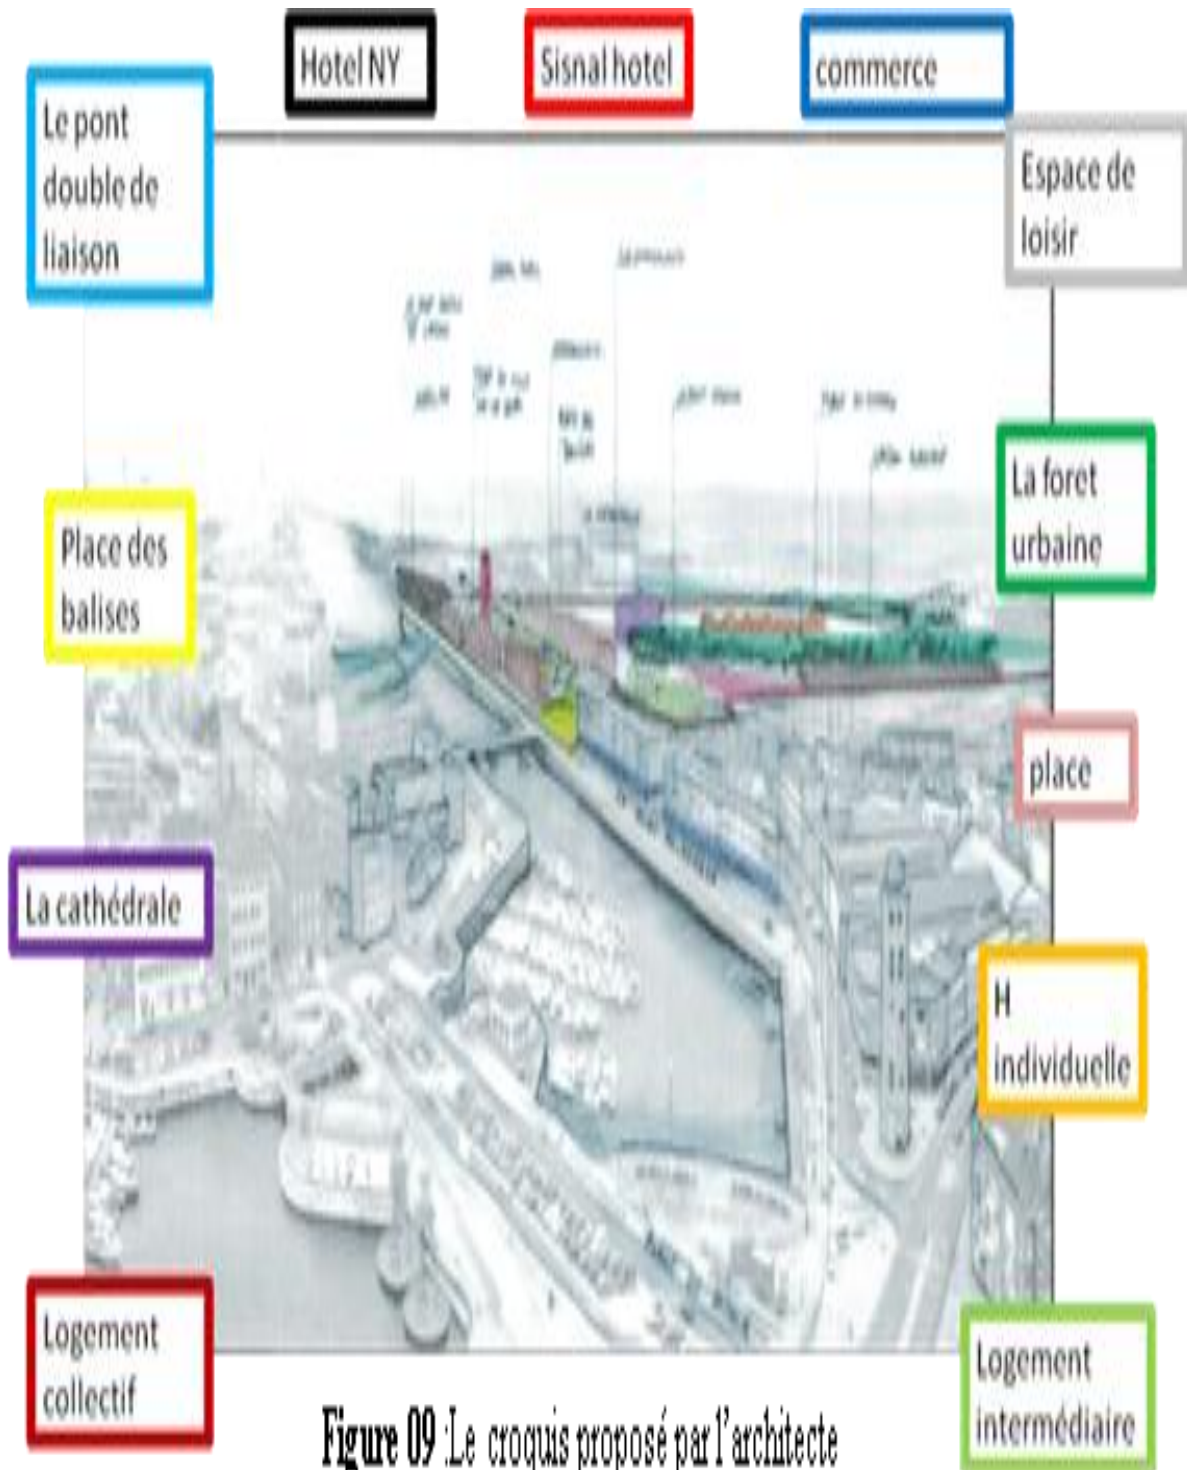 Hotel NY
Sisnal hotel
commerce
Le pont
double de
liaison
Espace de
loisir
La foret
urbaine
Place des
balises
place
La cathédrale
H
individuelle
Logement
collectif
Logement
intermédiaire
Figure 09 :Le croquis proposé par l'architecte